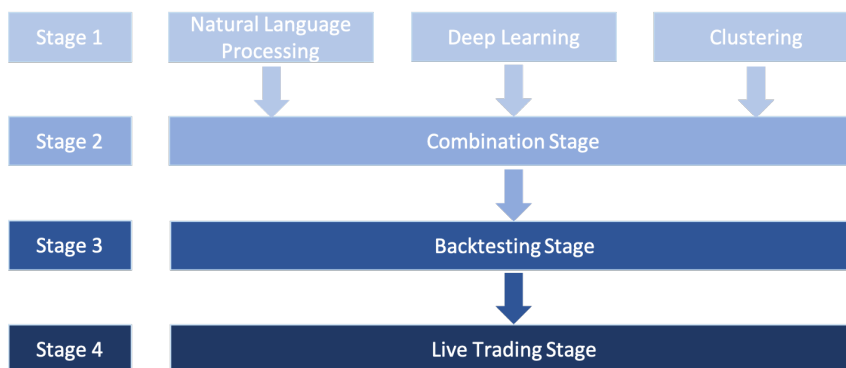 Stage 1
Natural Language
Processing
Deep Learning
Clustering
Stage 2
Combination Stage
Stage 3
Backtesting Stage
Stage 4
Live Trading Stage